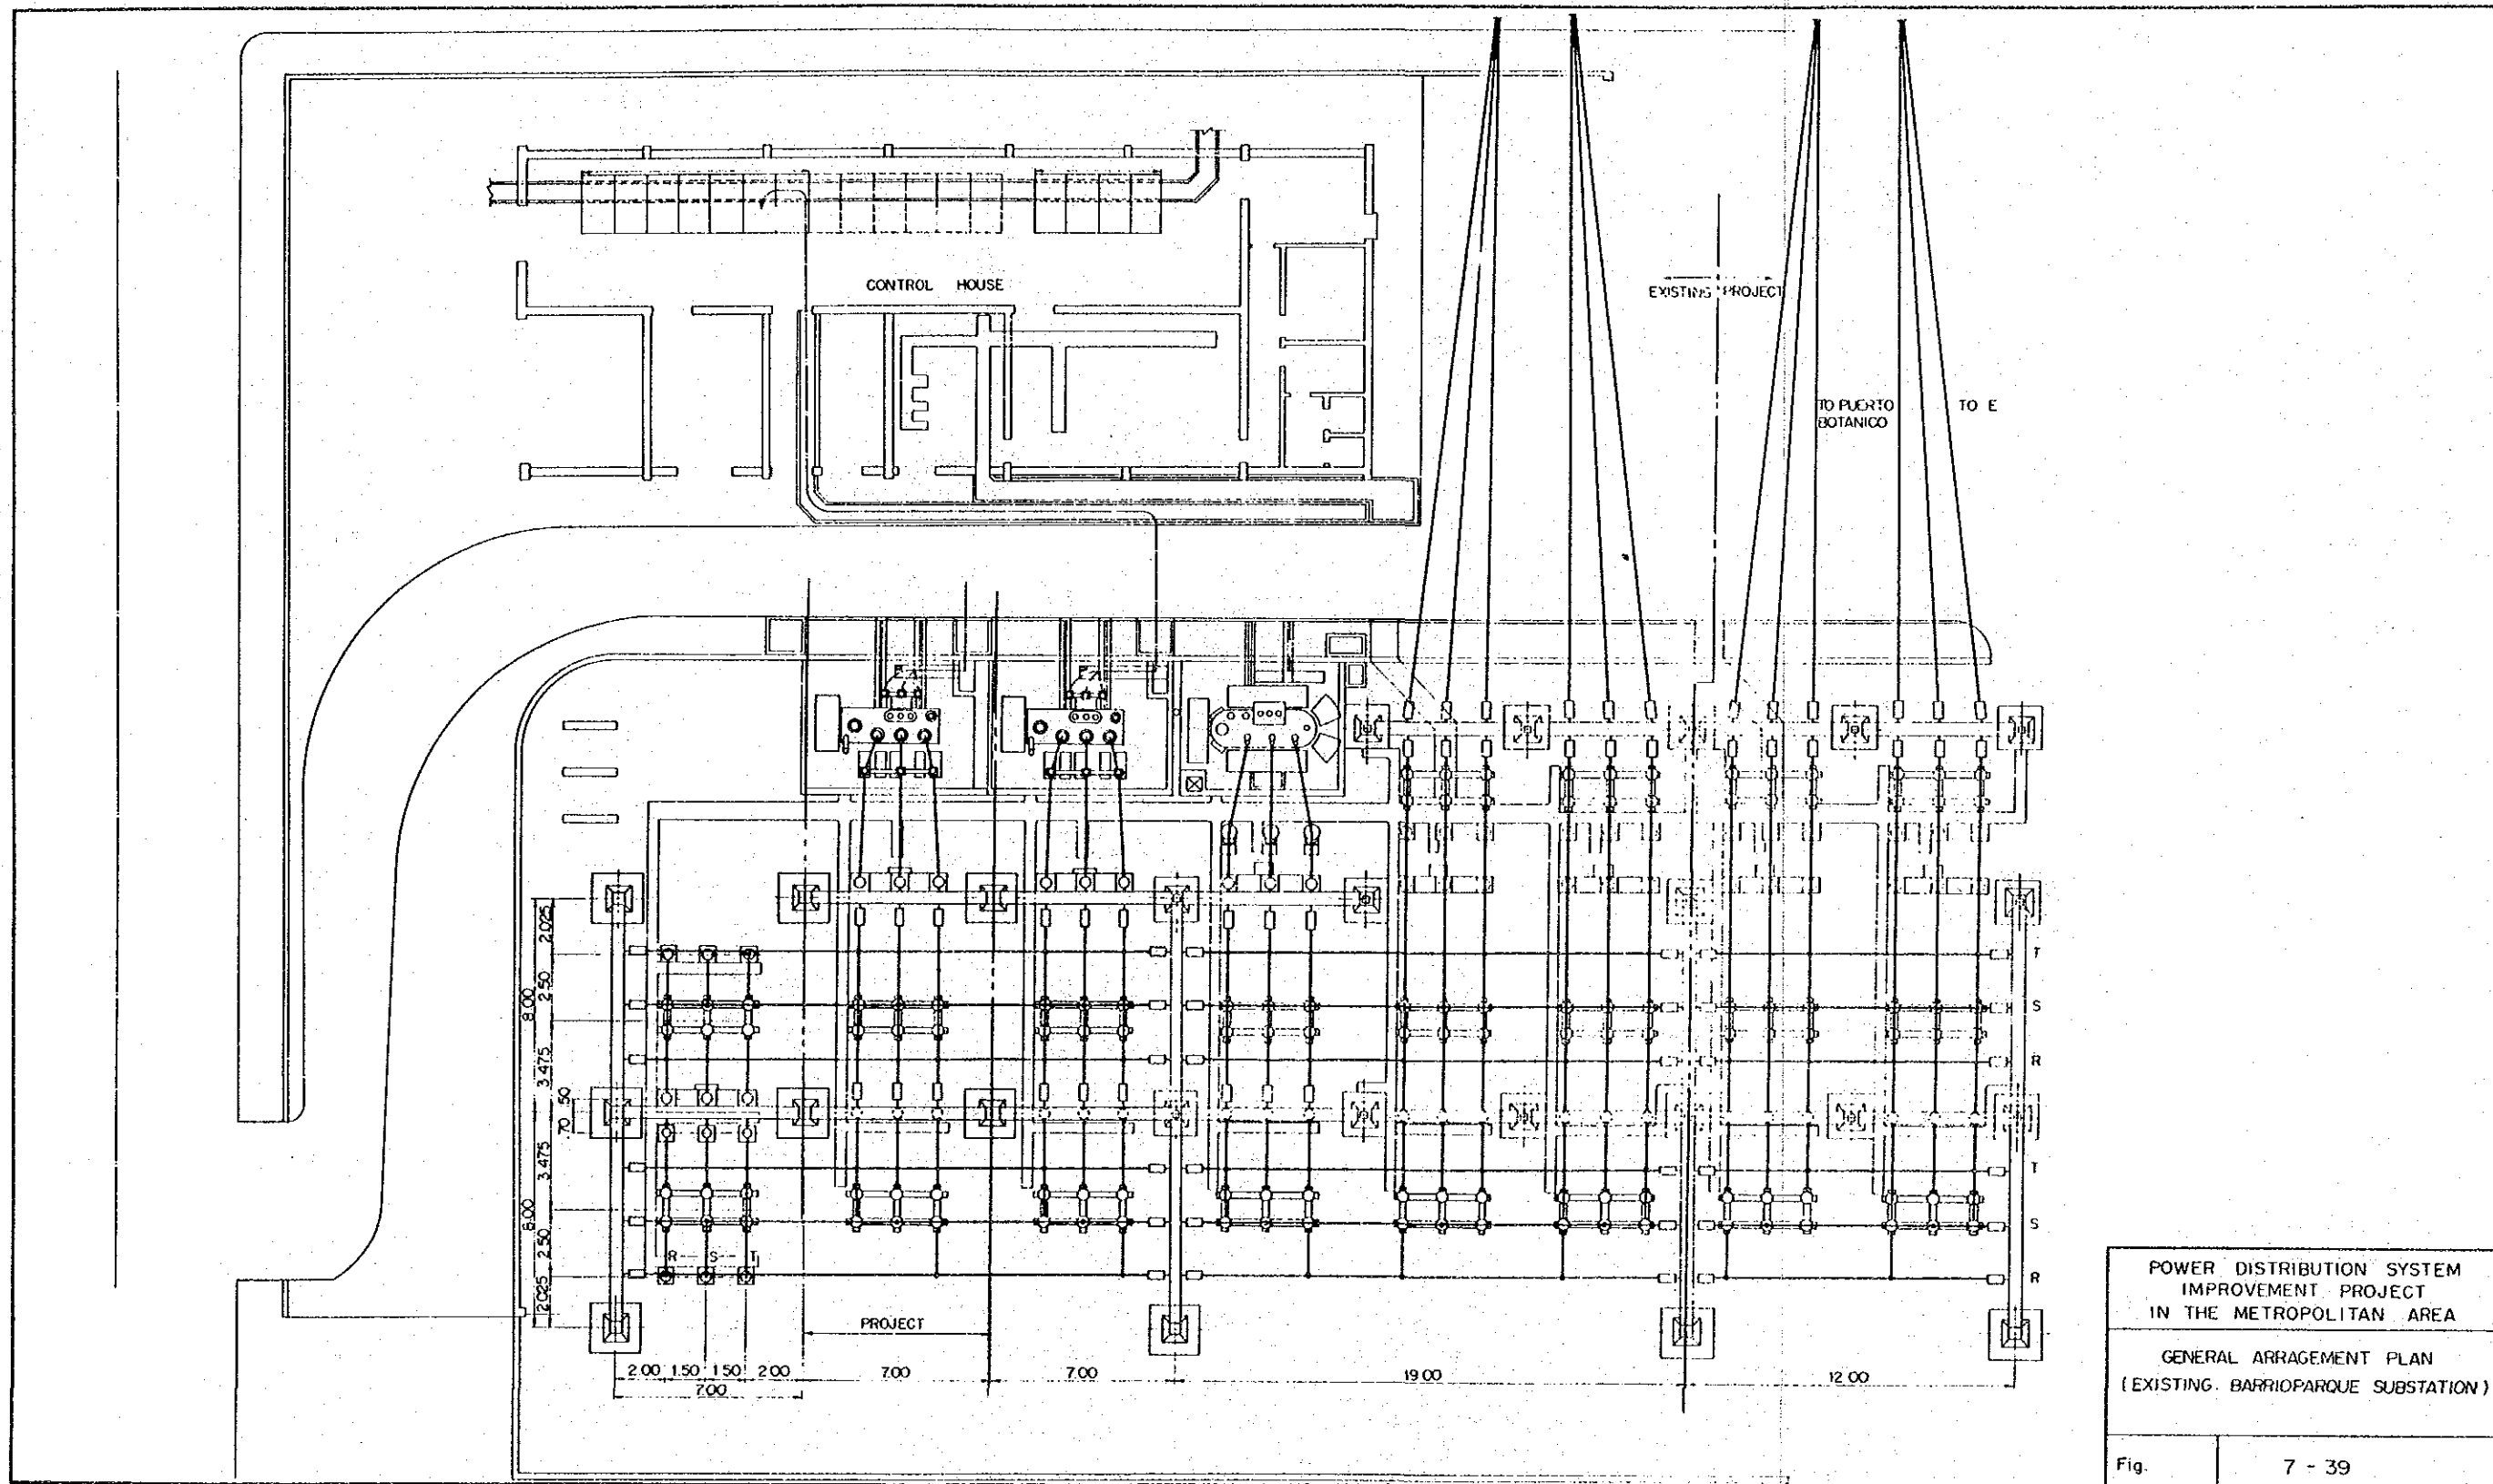 CONTROL HOUSE
EXISTING PROJECT
TO PUERTO
BOTANICO
TO E
2.025
2.50
8.00
3.475
.50
.70
3.475
8.00
2.50
2.025
T
S
R
T
S
R
R S T
PROJECT
2.00 1.50 1.50 2.00
7.00
7.00
7.00
19.00
12.00
POWER DISTRIBUTION SYSTEM
IMPROVEMENT PROJECT
IN THE METROPOLITAN AREA
GENERAL ARRAGEMENT PLAN
(EXISTING. BARRIOPARQUE SUBSTATION)
Fig. 7 - 39